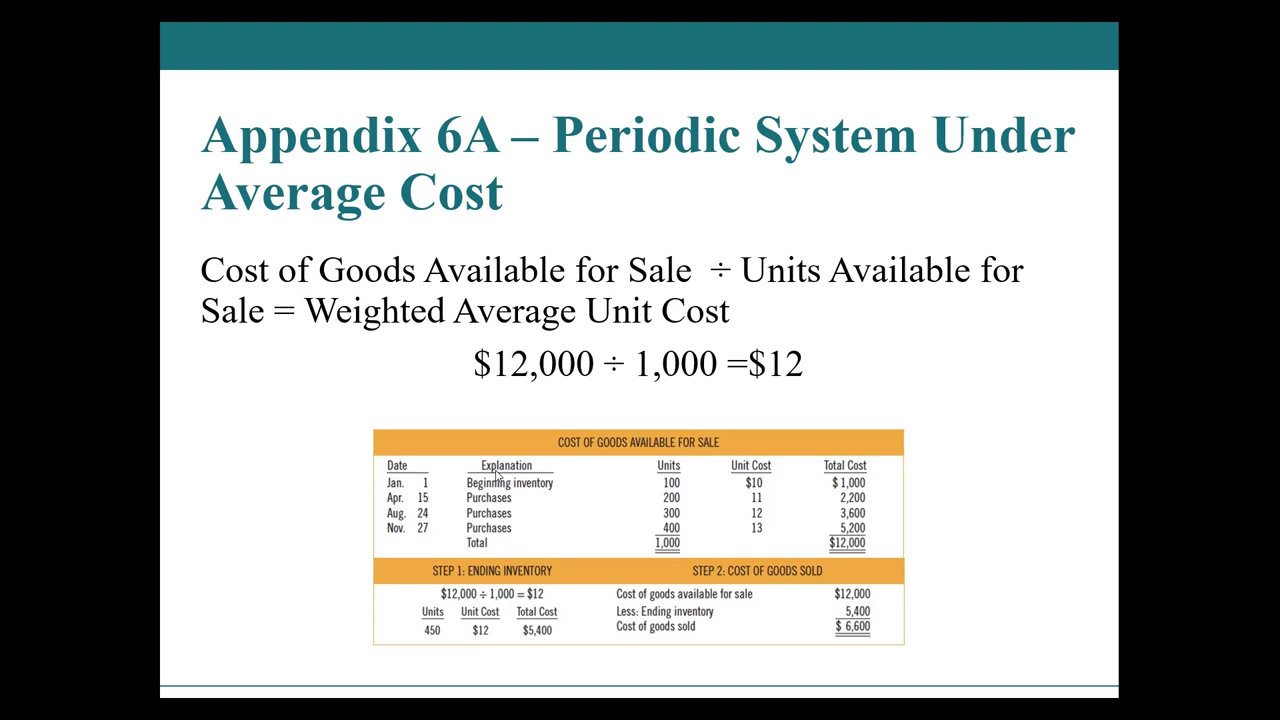 Appendix 6A – Periodic System Under
Average Cost
Cost of Goods Available for Sale ÷ Units Available for
Sale = Weighted Average Unit Cost
$12,000 ÷ 1,000 =$12
COST OF GOODS AVAILABLE FOR SALE
Date Explanation Units Unit Cost Total Cost
Jan. 1 Beginning inventory 100 $10 $ 1,000
Apr. 15 Purchases 200 11 2,200
Aug. 24 Purchases 300 12 3,600
Nov. 27 Purchases 400 13 5,200
Total 1,000 $12,000
STEP 1: ENDING INVENTORY STEP 2: COST OF GOODS SOLD
$12,000 ÷ 1,000 = $12 Cost of goods available for sale $12,000
Units Unit Cost Total Cost Less: Ending inventory 5,400
450 $12 $5,400 Cost of goods sold $ 6,600